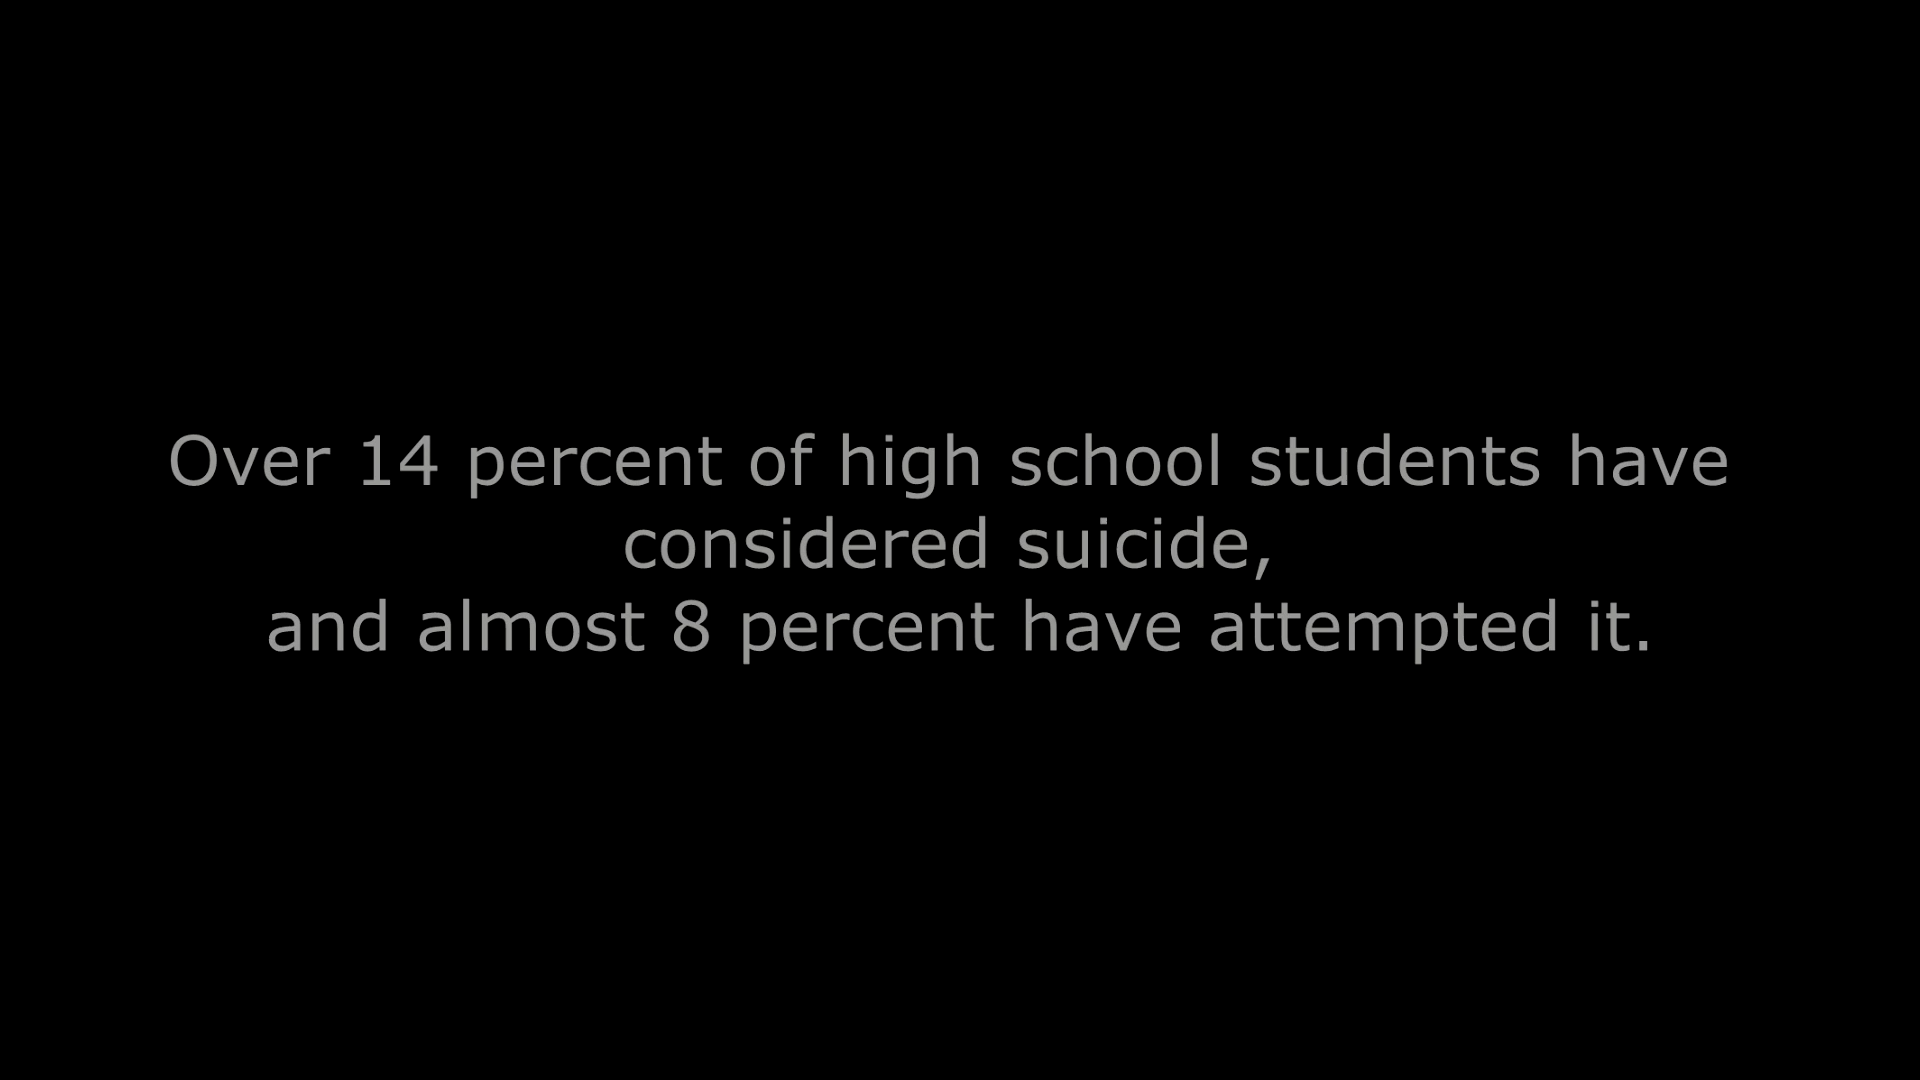 Over 14 percent of high school students have
considered suicide,
and almost 8 percent have attempted it.